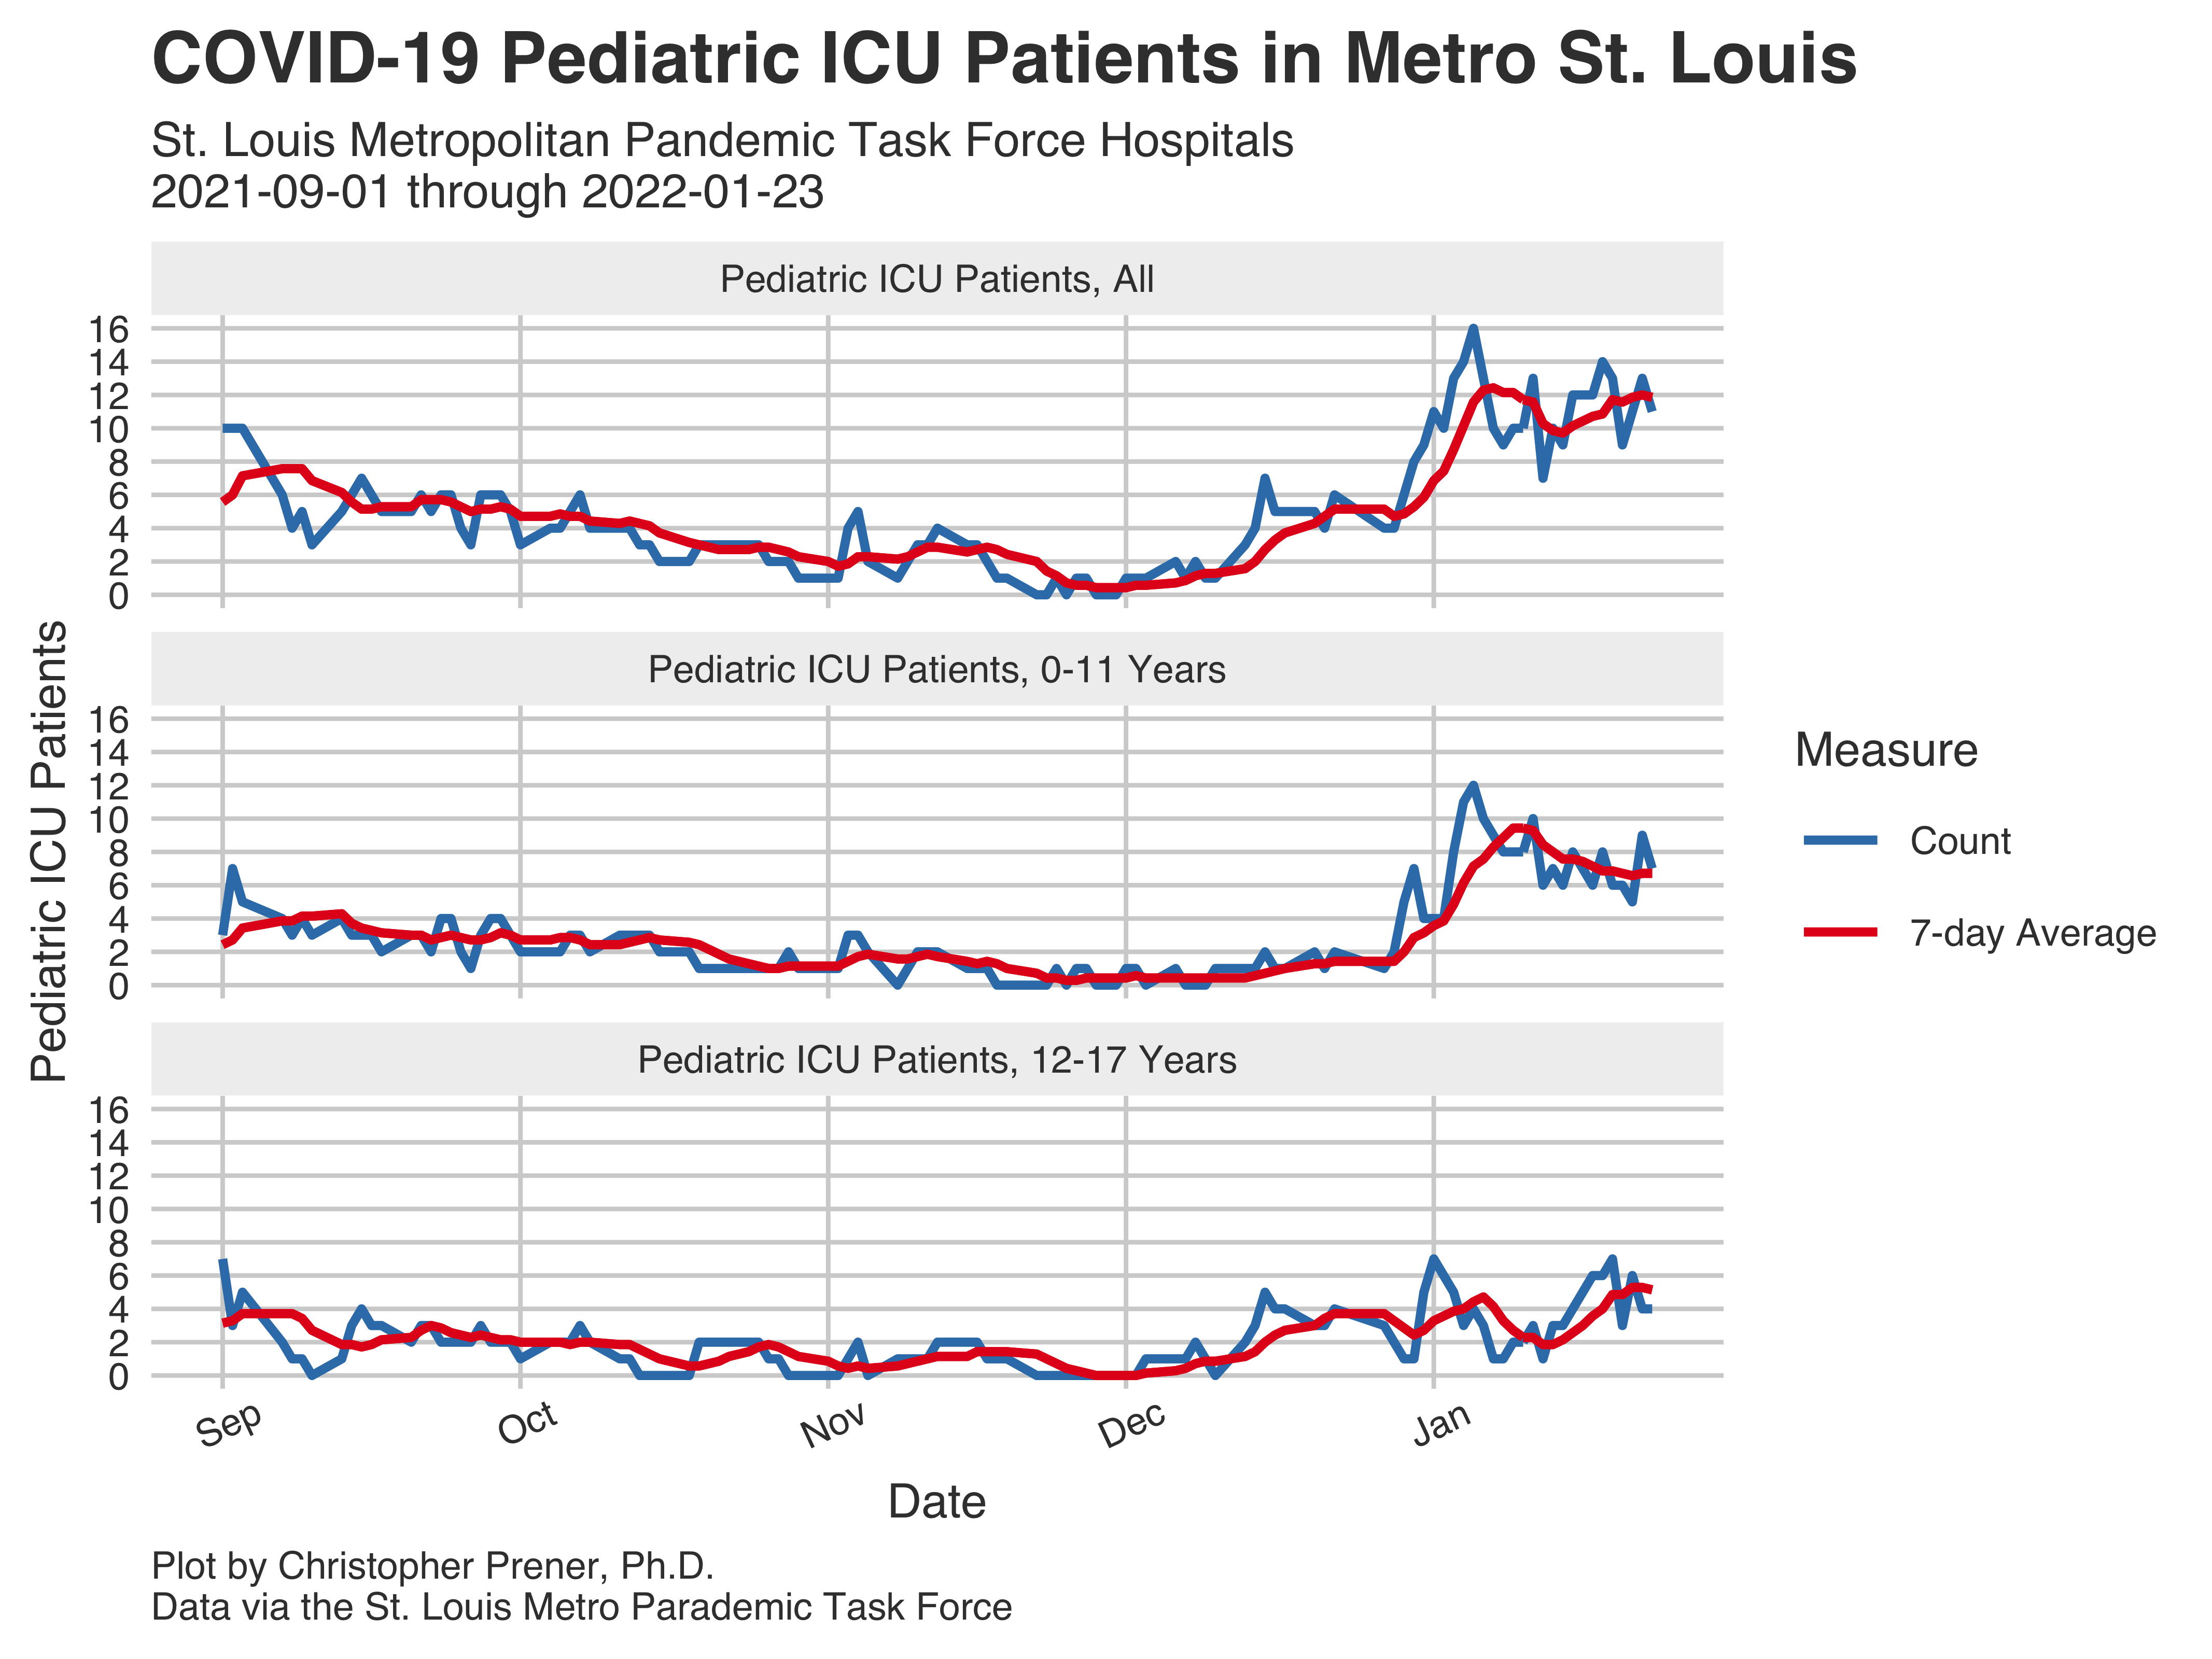 COVID-19 Pediatric ICU Patients in Metro St. Louis
St. Louis Metropolitan Pandemic Task Force Hospitals
2021-09-01 through 2022-01-23
Pediatric ICU Patients, All
16
14
12
10
8
6
4
2
0
Pediatric ICU Patients, 0-11 Years
16
14
12
10
8
6
4
2
0
Pediatric ICU Patients, 12-17 Years
16
14
12
10
8
6
4
2
0
Pediatric ICU Patients
Sep Oct Nov Dec Jan
Date
Measure
Count
7-day Average
Plot by Christopher Prener, Ph.D.
Data via the St. Louis Metro Parademic Task Force